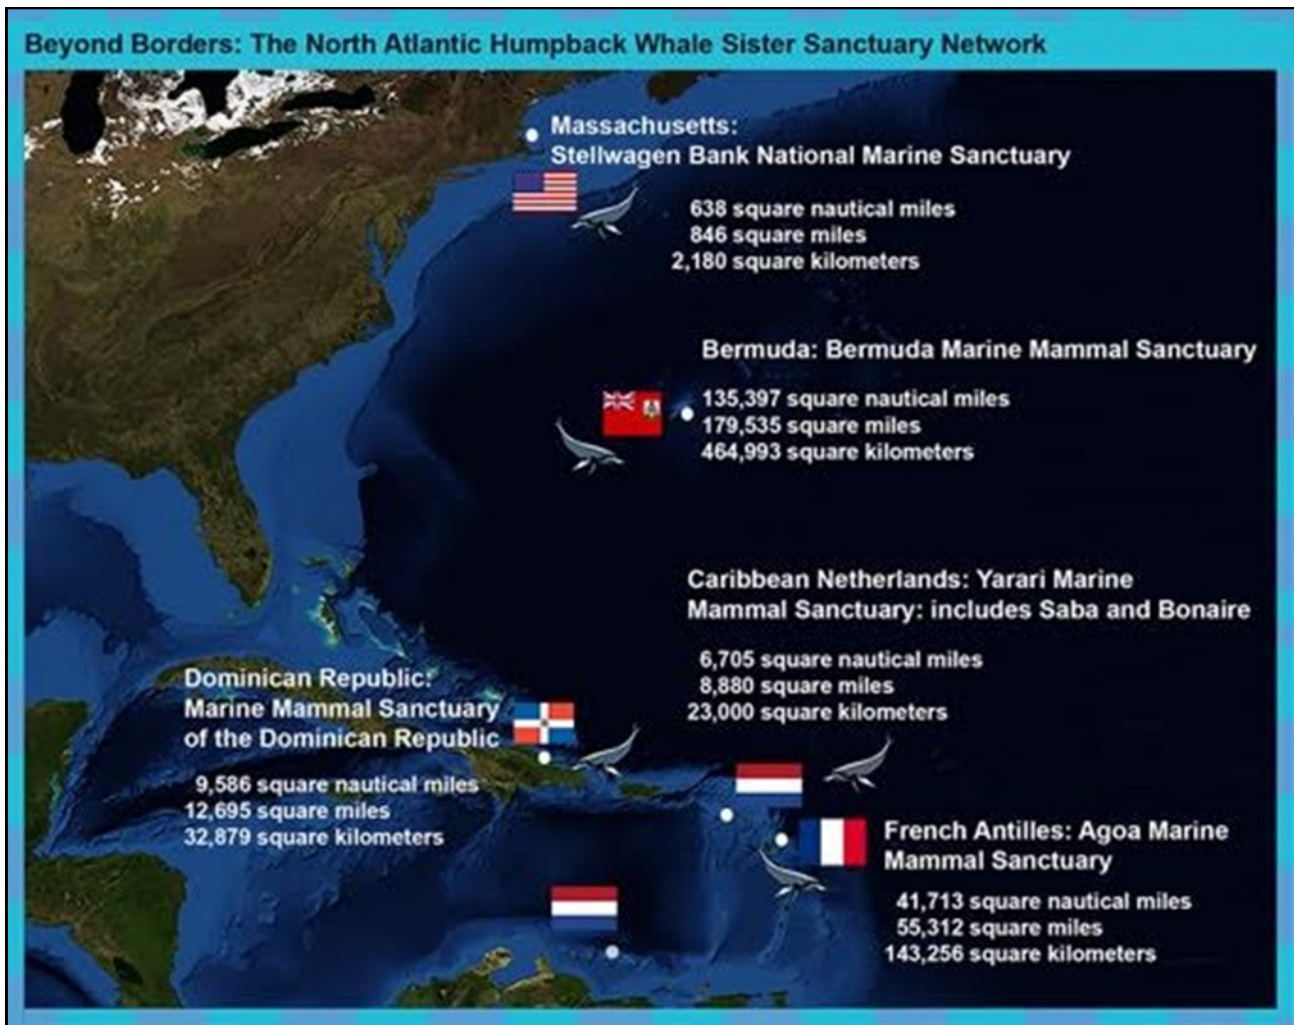 Beyond Borders: The North Atlantic Humpback Whale Sister Sanctuary Network
Massachusetts:
Stellwagen Bank National Marine Sanctuary
638 square nautical miles
846 square miles
2,180 square kilometers
Bermuda: Bermuda Marine Mammal Sanctuary
135,397 square nautical miles
179,535 square miles
464,993 square kilometers
Caribbean Netherlands: Yarari Marine
Mammal Sanctuary: includes Saba and Bonaire
6,705 square nautical miles
8,880 square miles
23,000 square kilometers
Dominican Republic:
Marine Mammal Sanctuary
of the Dominican Republic
9,586 square nautical miles
12,695 square miles
32,879 square kilometers
French Antilles: Agoa Marine
Mammal Sanctuary
41,713 square nautical miles
55,312 square miles
143,256 square kilometers